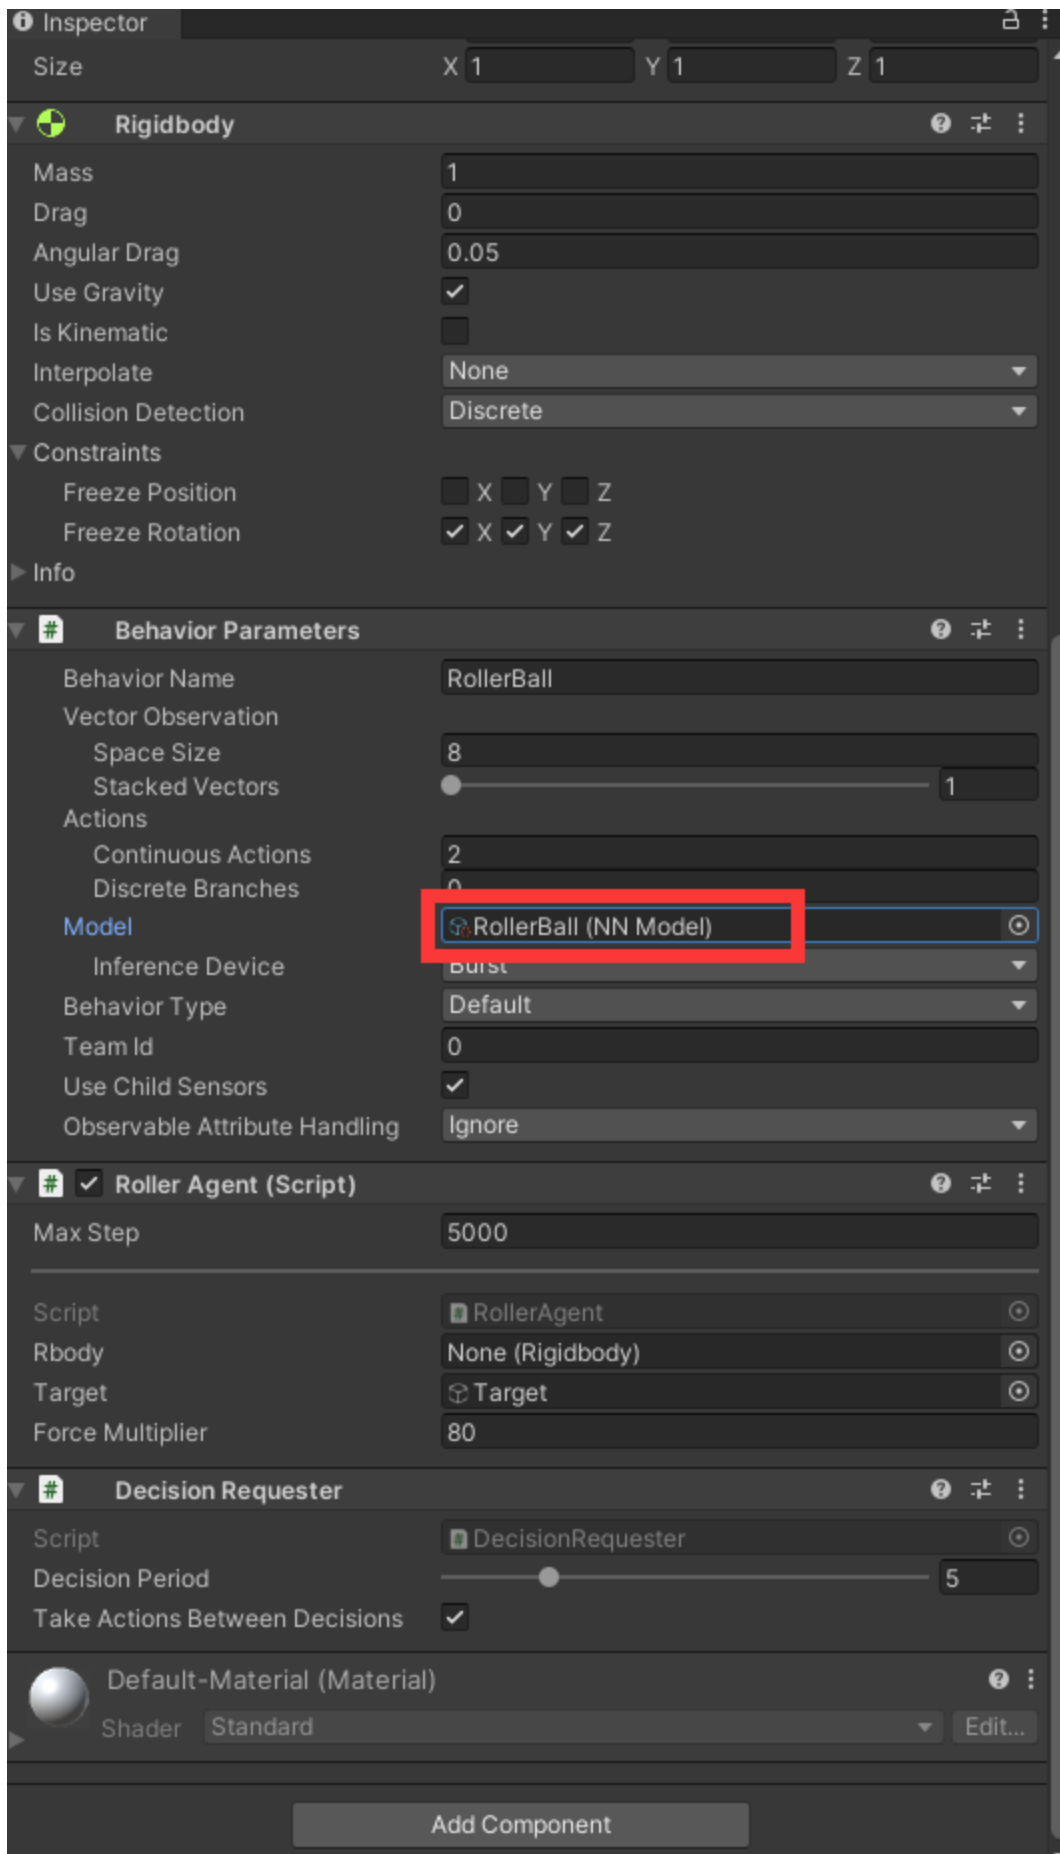 Inspector
Size X 1 Y 1 Z 1
Rigidbody
Mass 1
Drag 0
Angular Drag 0.05
Use Gravity
Is Kinematic
Interpolate None
Collision Detection Discrete
Constraints
Freeze Position X Y Z
Freeze Rotation X Y Z
Info
Behavior Parameters
Behavior Name RollerBall
Vector Observation
Space Size 8
Stacked Vectors 1
Actions
Continuous Actions 2
Discrete Branches 0
Model RollerBall (NN Model)
Inference Device Burst
Behavior Type Default
Team Id 0
Use Child Sensors
Observable Attribute Handling Ignore
Roller Agent (Script)
Max Step 5000
Script RollerAgent
Rbody None (Rigidbody)
Target Target
Force Multiplier 80
Decision Requester
Script DecisionRequester
Decision Period 5
Take Actions Between Decisions
Default-Material (Material)
Shader Standard Edit...
Add Component